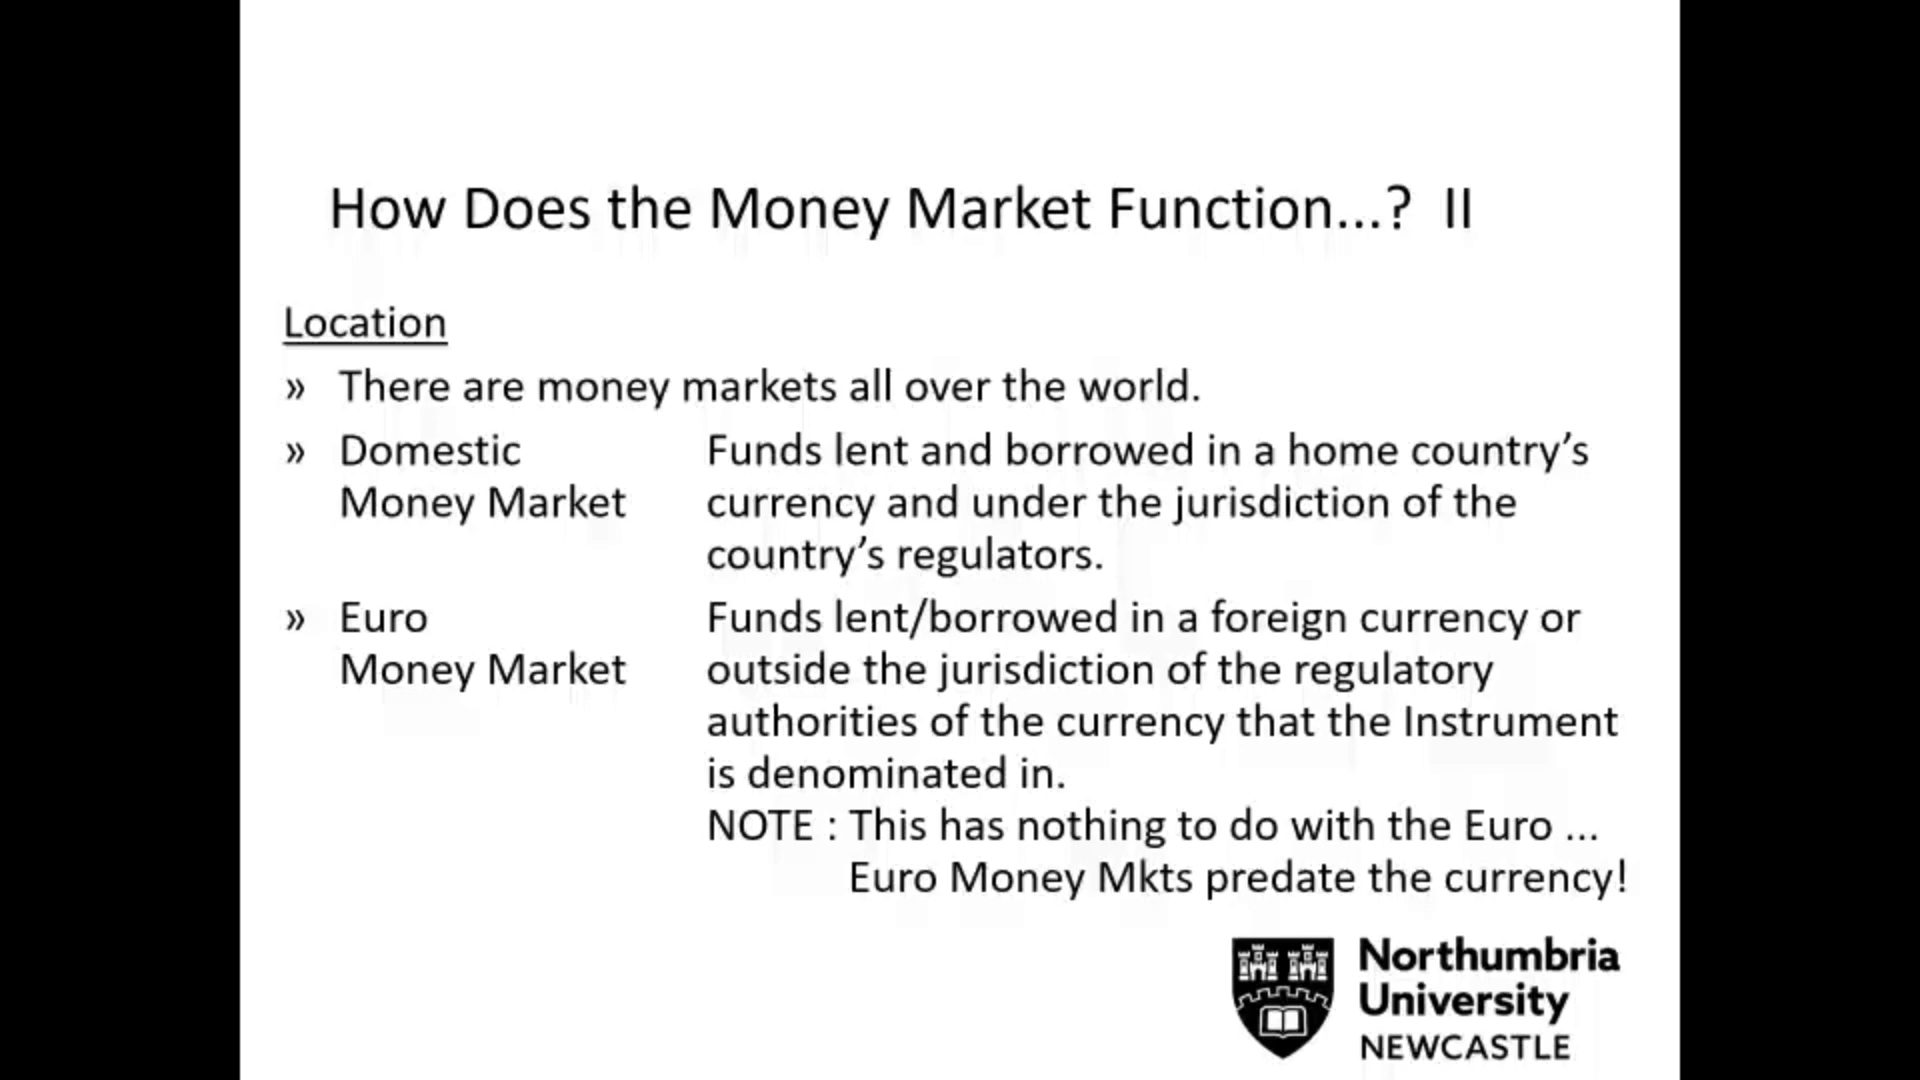 How Does the Money Market Function...? II
Location
» There are money markets all over the world.
» Domestic Money Market
Funds lent and borrowed in a home country's
currency and under the jurisdiction of the
country's regulators.
» Euro Money Market
Funds lent/borrowed in a foreign currency or
outside the jurisdiction of the regulatory
authorities of the currency that the Instrument
is denominated in.
NOTE : This has nothing to do with the Euro ...
Euro Money Mkts predate the currency!
Northumbria
University
NEWCASTLE